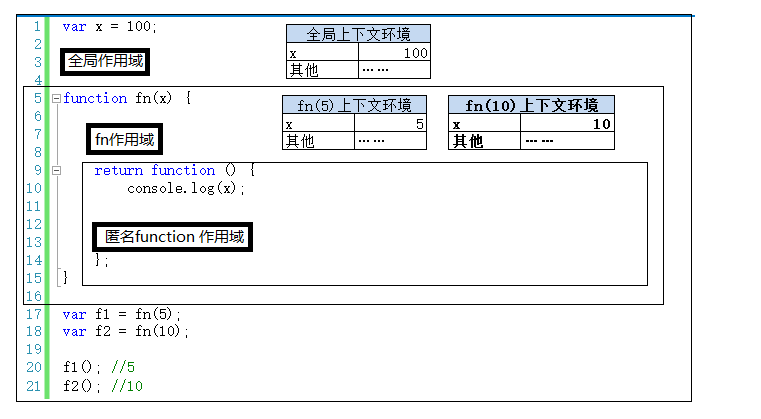 1 var x = 100;
全局上下文环境
2
x 100
3 全局作用域
其他 ……
4
5 function fn(x) {
fn(5)上下文环境 fn(10)上下文环境
6
x 5 x 10
7 fn作用域
其他 …… 其他 ……
8
9 return function () {
10 console.log(x);
11
12
匿名function 作用域
13
14 };
15 }
16
17 var f1 = fn(5);
18 var f2 = fn(10);
19
20 f1(); //5
21 f2(); //10